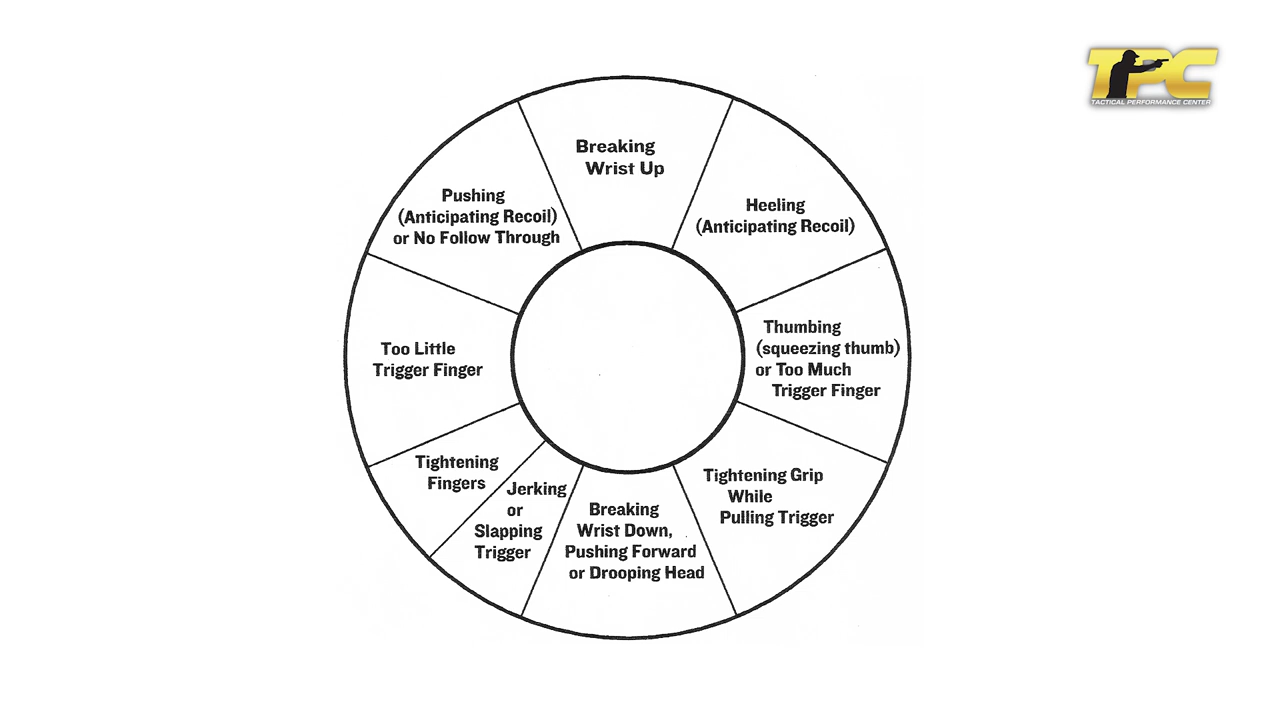 TPC
TACTICAL PERFORMANCE CENTER
Breaking
Wrist Up
Heeling
(Anticipating Recoil)
Thumbing
(squeezing thumb)
or Too Much
Trigger Finger
Tightening Grip
While
Pulling Trigger
Breaking
Wrist Down,
Pushing Forward
or Drooping Head
Jerking
or
Slapping
Trigger
Tightening
Fingers
Too Little
Trigger Finger
Pushing
(Anticipating Recoil)
or No Follow Through